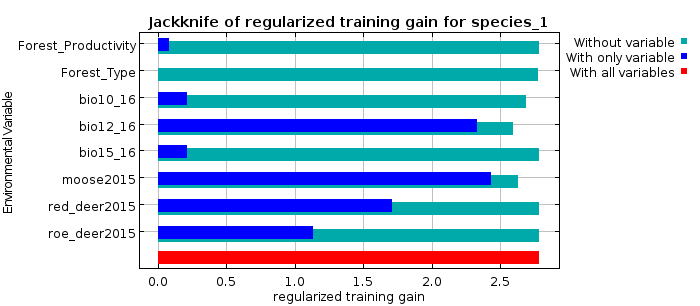 Jackknife of regularized training gain for species_1
Without variable
With only variable
With all variables
Environmental Variable
Forest_Productivity
Forest_Type
bio10_16
bio12_16
bio15_16
moose2015
red_deer2015
roe_deer2015
0.0 0.5 1.0 1.5 2.0 2.5
regularized training gain